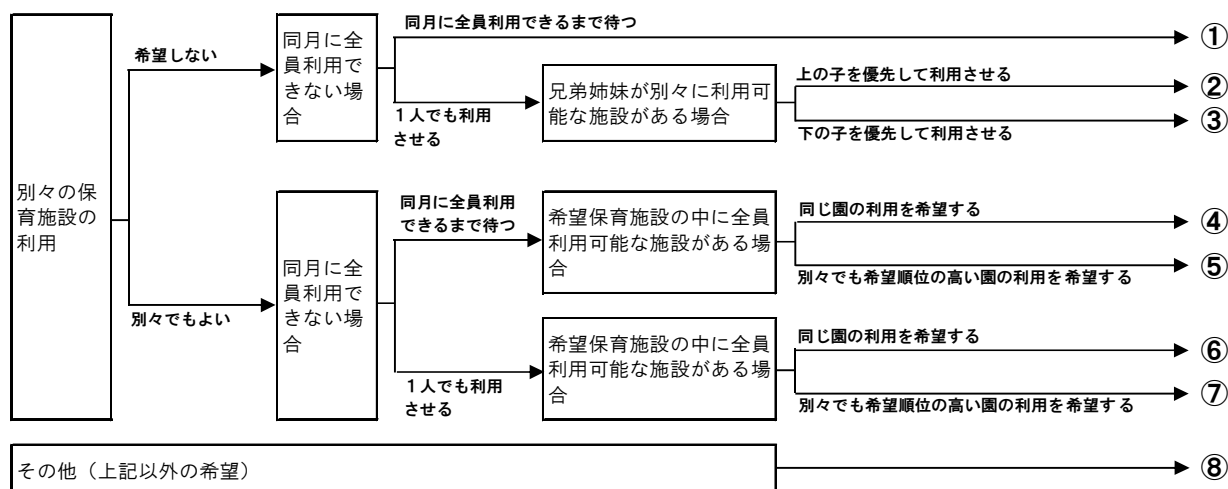 同月に全員利用できるまで待つ
①
希望しない
同月に全
員利用で
きない場
合
1人でも利用
させる
兄弟姉妹が別々に利用可
能な施設がある場合
上の子を優先して利用させる
②
下の子を優先して利用させる
③
別々の保
育施設の
利用
別々でもよい
同月に全
員利用で
きない場
合
同月に全員利用
できるまで待つ
希望保育施設の中に全員
利用可能な施設がある場
合
同じ園の利用を希望する
④
別々でも希望順位の高い園の利用を希望する
⑤
1人でも利用
させる
希望保育施設の中に全員
利用可能な施設がある場
合
同じ園の利用を希望する
⑥
別々でも希望順位の高い園の利用を希望する
⑦
その他（上記以外の希望）
⑧